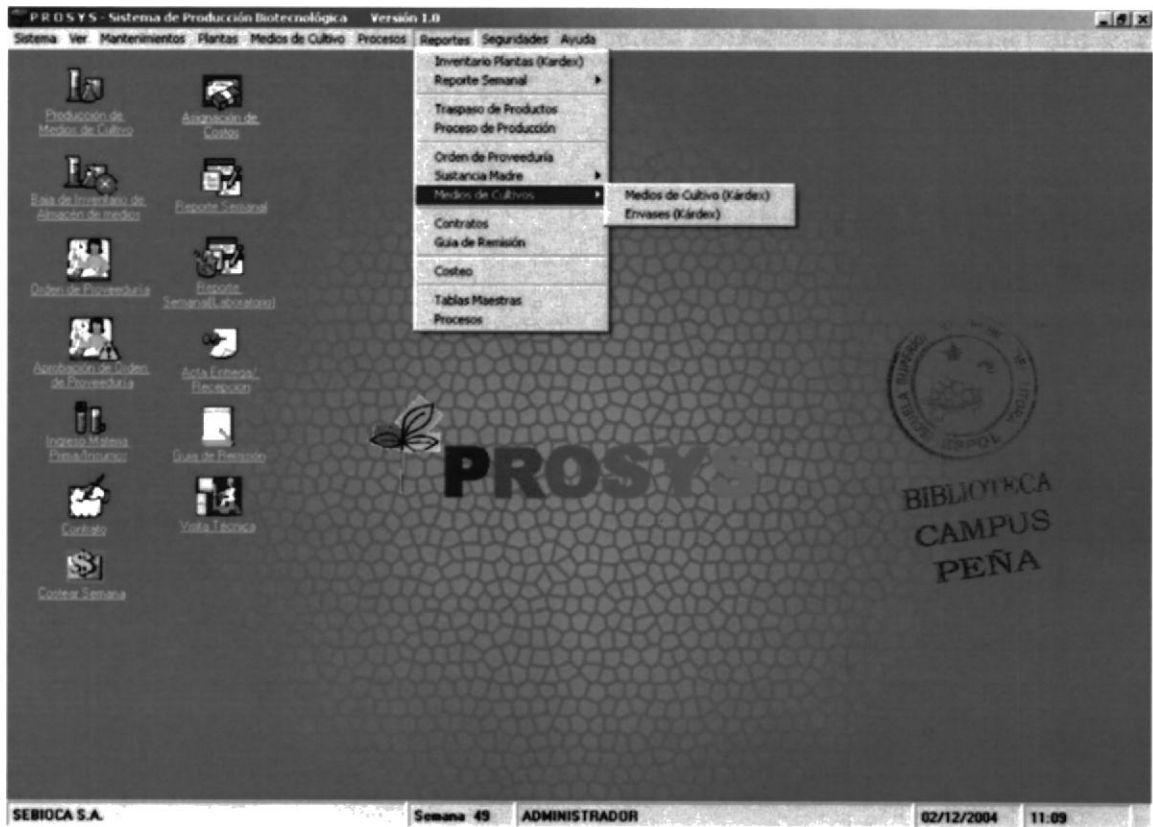 PROSYS - Sistema de Producción Biotecnológica Versión 1.0
Sistema Ver Mantenimientos Plantas Medios de Cultivo Procesos Reportes Seguridades Ayuda
Inventario Plantas (Kardex)
Reporte Semanal
Traspaso de Productos
Proceso de Producción
Orden de Proveeduría
Sustancia Madre
Medios de Cultivos
Medios de Cultivo (Kárdex)
Envases (Kárdex)
Contratos
Guia de Remisión
Costeo
Tablas Maestras
Procesos
Producción de
Medios de Cultivo
Asignación de
Costos
Baja de Inventario de
Almacén de medios
Reporte Semanal
Orden de Proveeduría
Reporte
Semanal(Laboratorio)
Aprobación de Orden
de Proveeduría
Acta Entrega/
Recepcion
Ingreso Materia
Prima/Insumos
Guia de Remisión
Contrato
Visita Técnica
Costear Semana
PROSYS
ESPOL
BIBLIOTECA
CAMPUS
PEÑA
SEBIOCA S.A. Semana 49 ADMINISTRADOR 02/12/2004 11:09